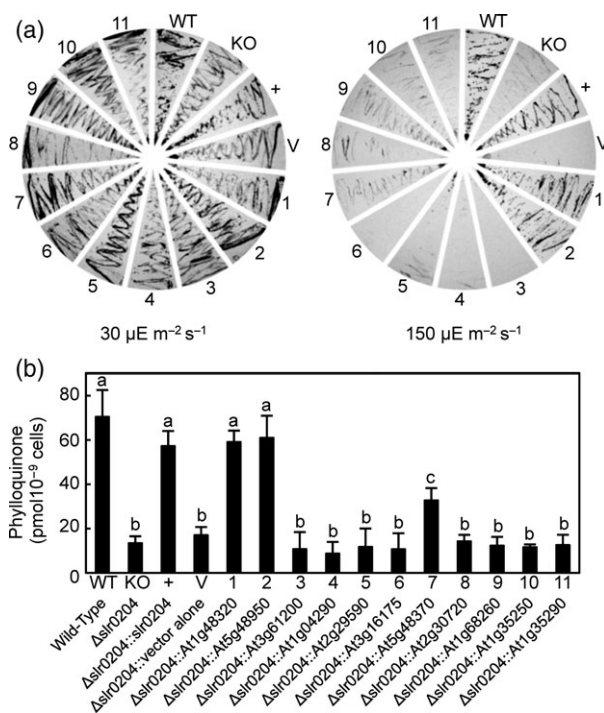 (a)
11 WT KO + V 1 2 3 4 5 6 7 8 9 10
30 µE m⁻² s⁻¹
11 WT KO + V 1 2 3 4 5 6 7 8 9 10
150 µE m⁻² s⁻¹
(b)
Phylloquinone
(pmol10⁻⁹ cells)
80
60
40
20
0
a b a b a a b b b b c b b b b
WT KO + V 1 2 3 4 5 6 7 8 9 10 11
Wild-Type
Δslr0204
Δslr0204::slr0204
Δslr0204::vector alone
Δslr0204::At1g48320
Δslr0204::At5g48950
Δslr0204::At3g61200
Δslr0204::At1g04290
Δslr0204::At2g29590
Δslr0204::At3g16175
Δslr0204::At5g48370
Δslr0204::At2g30720
Δslr0204::At1g68260
Δslr0204::At1g35250
Δslr0204::At1g35290